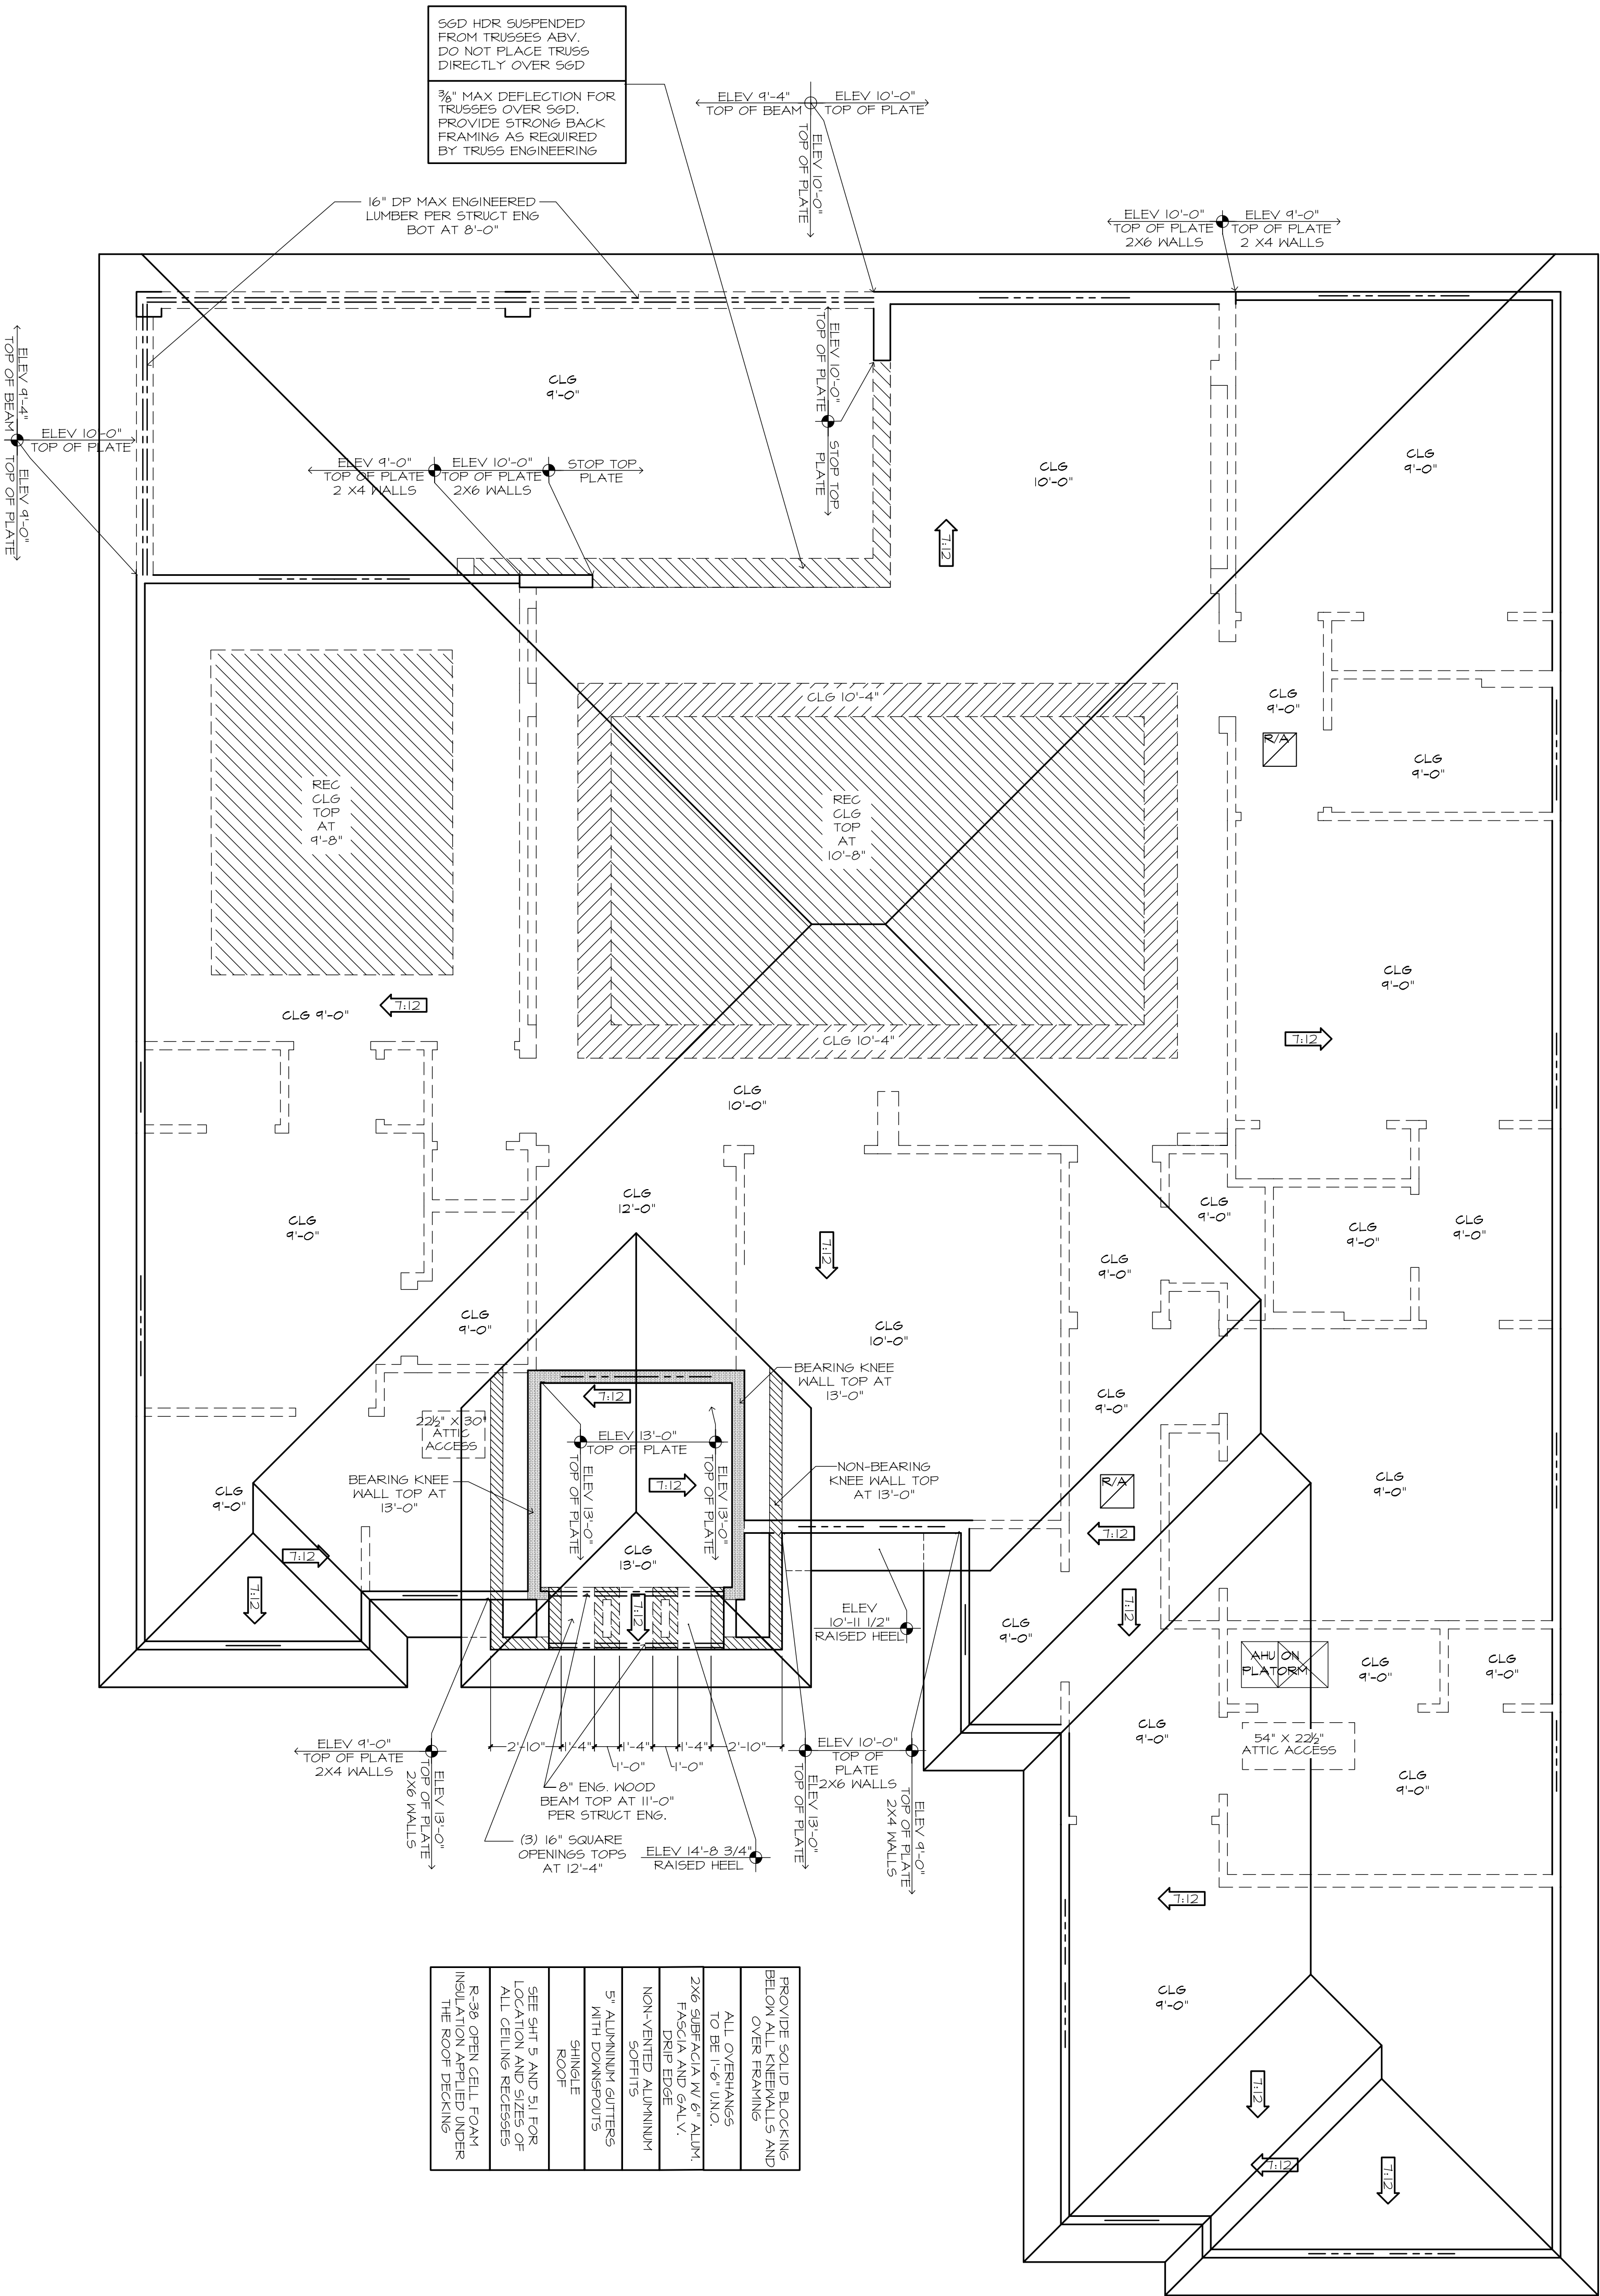 SGD HDR SUSPENDED
FROM TRUSSES ABV.
DO NOT PLACE TRUSS
DIRECTLY OVER SGD
⅜" MAX DEFLECTION FOR
TRUSSES OVER SGD.
PROVIDE STRONG BACK
FRAMING AS REQUIRED
BY TRUSS ENGINEERING
ELEV 9'-4"
TOP OF BEAM
ELEV 10'-0"
TOP OF PLATE
ELEV 10'-0"
TOP OF PLATE
16" DP MAX ENGINEERED
LUMBER PER STRUCT ENG
BOT AT 8'-0"
ELEV 10'-0"
TOP OF PLATE
2X6 WALLS
ELEV 9'-0"
TOP OF PLATE
2 X4 WALLS
ELEV 9'-4"
TOP OF BEAM
ELEV 10'-0"
TOP OF PLATE
ELEV 9'-0"
TOP OF PLATE
CLG
9'-0"
ELEV 10'-0"
TOP OF PLATE
STOP TOP
PLATE
ELEV 9'-0"
TOP OF PLATE
2 X4 WALLS
ELEV 10'-0"
TOP OF PLATE
2X6 WALLS
STOP TOP
PLATE
CLG
10'-0"
CLG
9'-0"
7:12
CLG 10'-4"
CLG
9'-0"
R/A
CLG
9'-0"
REC
CLG
TOP
AT
9'-8"
REC
CLG
TOP
AT
10'-8"
CLG
9'-0"
CLG 9'-0"
7:12
CLG 10'-4"
7:12
CLG
10'-0"
CLG
12'-0"
CLG
9'-0"
7:12
CLG
9'-0"
CLG
9'-0"
CLG
9'-0"
CLG
9'-0"
CLG
9'-0"
CLG
10'-0"
BEARING KNEE
WALL TOP AT
13'-0"
7:12
CLG
9'-0"
22½" X 30"
ATTIC
ACCESS
ELEV 13'-0"
TOP OF PLATE
ELEV 13'-0"
TOP OF PLATE
ELEV 13'-0"
TOP OF PLATE
7:12
BEARING KNEE
WALL TOP AT
13'-0"
NON-BEARING
KNEE WALL TOP
AT 13'-0"
CLG
9'-0"
R/A
CLG
9'-0"
7:12
7:12
7:12
CLG
13'-0"
7:12
ELEV
10'-11 1/2"
RAISED HEEL
CLG
9'-0"
7:12
AHU ON
PLATORM
CLG
9'-0"
CLG
9'-0"
CLG
9'-0"
54" X 22½"
ATTIC ACCESS
CLG
9'-0"
ELEV 9'-0"
TOP OF PLATE
2X4 WALLS
ELEV 13'-0"
TOP OF PLATE
2X6 WALLS
2'-10"
1'-4"
1'-4"
1'-4"
2'-10"
1'-0"
1'-0"
8" ENG. WOOD
BEAM TOP AT 11'-0"
PER STRUCT ENG.
(3) 16" SQUARE
OPENINGS TOPS
AT 12'-4"
ELEV 14'-8 3/4"
RAISED HEEL
ELEV 10'-0"
TOP OF
PLATE
2X6 WALLS
ELEV 13'-0"
TOP OF PLATE
ELEV 9'-0"
TOP OF PLATE
2X4 WALLS
7:12
CLG
9'-0"
7:12
7:12
7:12
PROVIDE SOLID BLOCKING
BELOW ALL KNEEWALLS AND
OVER FRAMING
ALL OVERHANGS
TO BE 1'-6" U.N.O.
2X6 SUBFACIA W/ 6" ALUM.
FASCIA AND GALV.
DRIP EDGE
NON-VENTED ALUMNINUM
SOFFITS
5" ALUMNINUM GUTTERS
WITH DOWNSPOUTS
SHINGLE
ROOF
SEE SHT 5 AND 5.1 FOR
LOCATION AND SIZES OF
ALL CEILING RECESSES
R-38 OPEN CELL FOAM
INSULATION APPLIED UNDER
THE ROOF DECKING